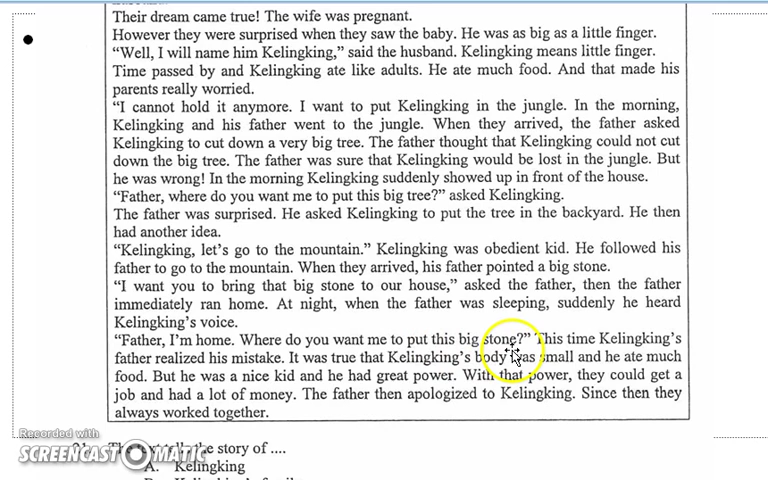 Their dream came true! The wife was pregnant.
However they were surprised when they saw the baby. He was as big as a little finger.
“Well, I will name him Kelingking,” said the husband. Kelingking means little finger.
Time passed by and Kelingking ate like adults. He ate much food. And that made his
parents really worried.
“I cannot hold it anymore. I want to put Kelingking in the jungle. In the morning,
Kelingking and his father went to the jungle. When they arrived, the father asked
Kelingking to cut down a very big tree. The father thought that Kelingking could not cut
down the big tree. The father was sure that Kelingking would be lost in the jungle. But
he was wrong! In the morning Kelingking suddenly showed up in front of the house.
“Father, where do you want me to put this big tree?” asked Kelingking.
The father was surprised. He asked Kelingking to put the tree in the backyard. He then
had another idea.
“Kelingking, let’s go to the mountain.” Kelingking was obedient kid. He followed his
father to go to the mountain. When they arrived, his father pointed a big stone.
“I want you to bring that big stone to our house,” asked the father, then the father
immediately ran home. At night, when the father was sleeping, suddenly he heard
Kelingking’s voice.
“Father, I’m home. Where do you want me to put this big stone?” This time Kelingking’s
father realized his mistake. It was true that Kelingking’s body was small and he ate much
food. But he was a nice kid and he had great power. With that power, they could get a
job and had a lot of money. The father then apologized to Kelingking. Since then they
always worked together.
Recorded with
SCREENCAST MATIC
The text tells the story of ....
A. Kelingking